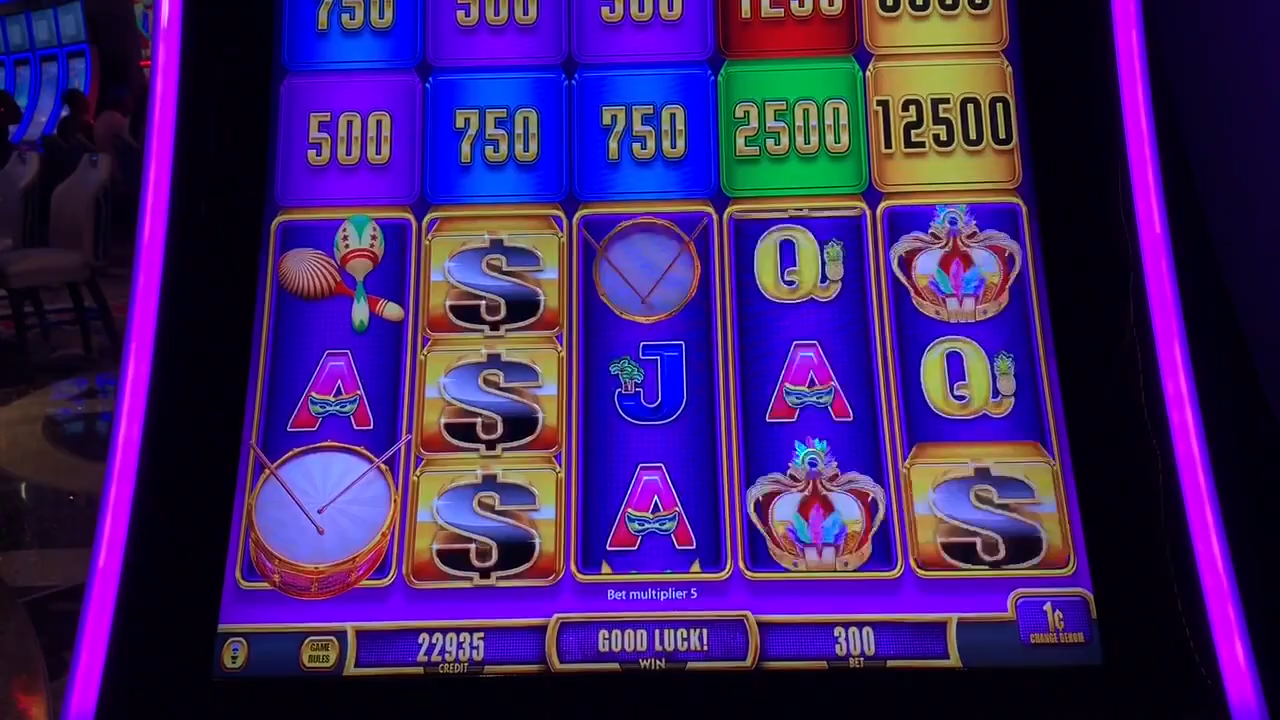 750 500 500 1250
500 750 750 2500 12500
$ Q
A $ J A Q
$ A $
Bet multiplier 5
GAME RULES 22935 CREDIT GOOD LUCK! WIN 300 BET 1¢ CHANGE DENOM